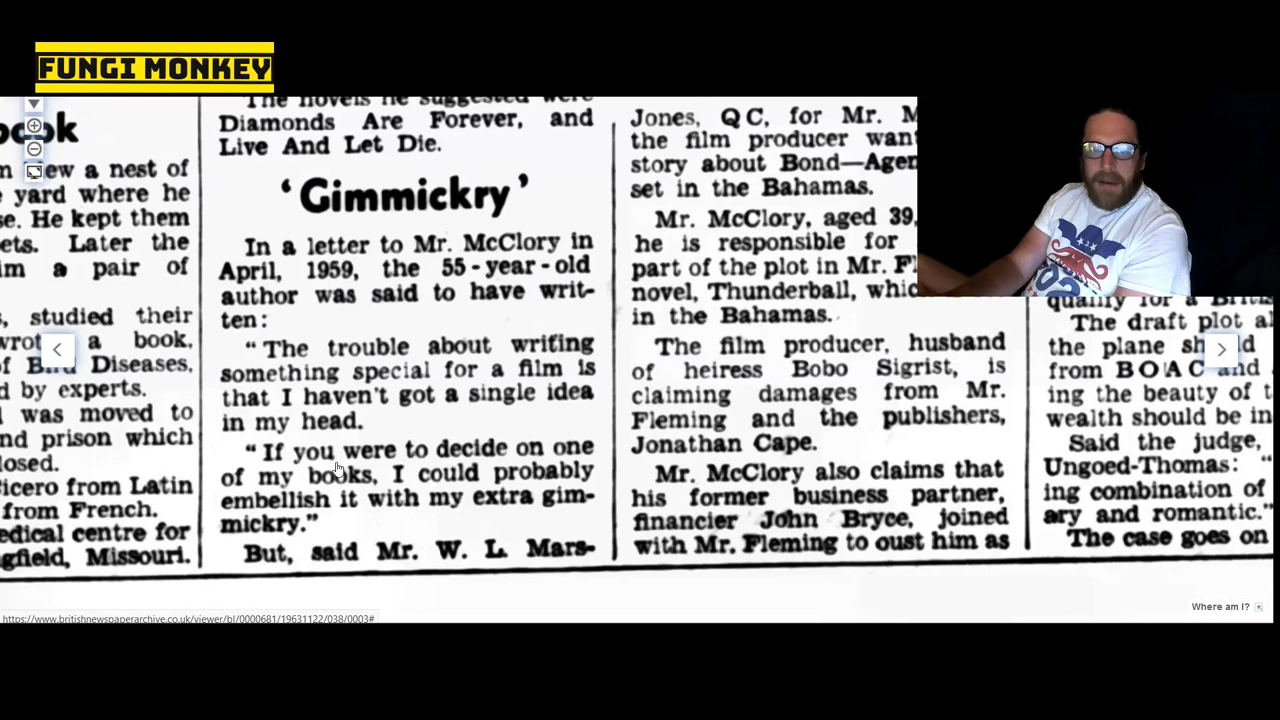 FUNGI MONKEY
n ew a nest of
yard where he
se. He kept them
ets. Later the
im a pair of
s, studied their
wrot a book,
of Bird Diseases,
d by experts.
was moved to
nd prison which
losed.
icero from Latin
from French.
edical centre for
gfield, Missouri.
The novels he suggested were
Diamonds Are Forever, and
Live And Let Die.
‘Gimmickry’
In a letter to Mr. McClory in
April, 1959, the 55-year-old
author was said to have writ-
ten:
“The trouble about writing
something special for a film is
that I haven't got a single idea
in my head.
“If you were to decide on one
of my books, I could probably
embellish it with my extra gim-
mickry.”
But, said Mr. W. L. Mars-
Jones, QC, for Mr. M
the film producer want
story about Bond—Agen
set in the Bahamas.
Mr. McClory, aged 39,
he is responsible for
part of the plot in Mr. F
novel, Thunderball, whic
in the Bahamas.
The film producer, husband
of heiress Bobo Sigrist, is
claiming damages from Mr.
Fleming and the publishers,
Jonathan Cape.
Mr. McClory also claims that
his former business partner,
financier John Bryce, joined
with Mr. Fleming to oust him as
qualify for a Britis
The draft plot al
the plane sh d
from BOAC and
ing the beauty of t
wealth should be in
Said the judge,
Ungoed-Thomas: “
ing combination of
ary and romantic.”
The case goes on
Where am I?
https://www.britishnewspaperarchive.co.uk/viewer/bl/0000681/19631122/038/0003#